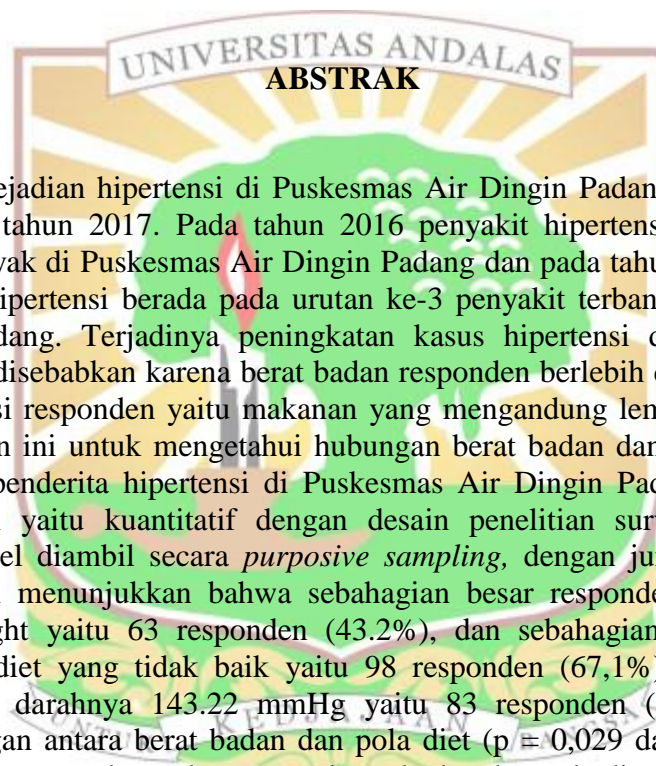 UNIVERSITAS ANDALAS
ABSTRAK
ejadian hipertensi di Puskesmas Air Dingin Padan
tahun 2017. Pada tahun 2016 penyakit hipertens
yak di Puskesmas Air Dingin Padang dan pada tahu
ipertensi berada pada urutan ke-3 penyakit terban
dang. Terjadinya peningkatan kasus hipertensi d
disebabkan karena berat badan responden berlebih
si responden yaitu makanan yang mengandung lem
n ini untuk mengetahui hubungan berat badan dan
penderita hipertensi di Puskesmas Air Dingin Pad
yaitu kuantitatif dengan desain penelitian surv
el diambil secara purposive sampling, dengan jum
menunjukkan bahwa sebahagian besar responde
ght yaitu 63 responden (43.2%), dan sebahagian
diet yang tidak baik yaitu 98 responden (67,1%)
darahnya 143.22 mmHg yaitu 83 responden (
gan antara berat badan dan pola diet (p = 0,029 da
KEDJAJAAN